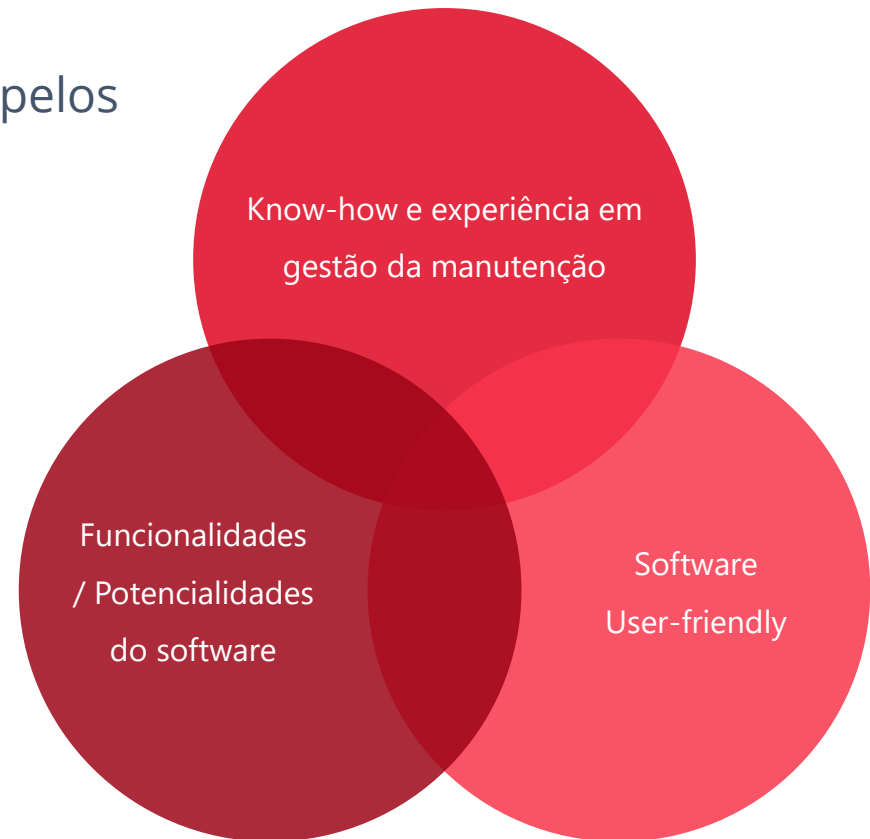 pelos
Know-how e experiência em
gestão da manutenção
Funcionalidades
/ Potencialidades
do software
Software
User-friendly